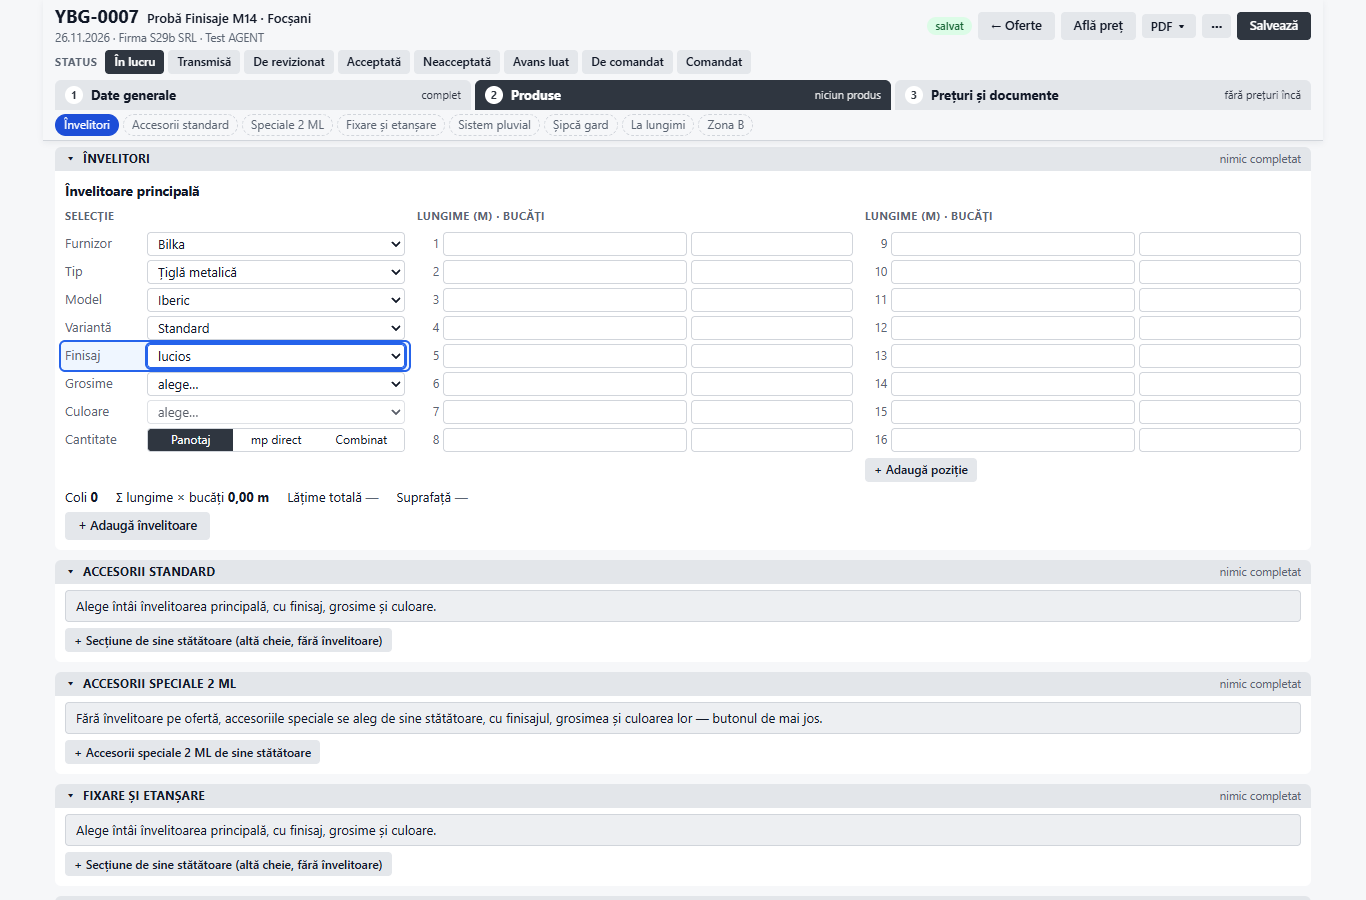 YBG-0007 Probă Finisaje M14 · Focșani
26.11.2026 · Firma S29b SRL · Test AGENT
salvat ← Oferte Află preț PDF ▾ ... Salvează
STATUS În lucru Transmisă De revizionat Acceptată Neacceptată Avans luat De comandat Comandat
1 Date generale complet
2 Produse niciun produs
3 Prețuri și documente fără prețuri încă
Învelitori Accesorii standard Speciale 2 ML Fixare și etanșare Sistem pluvial Șipcă gard La lungimi Zona B
▾ ÎNVELITORI nimic completat
Învelitoare principală
SELECȚIE LUNGIME (M) · BUCĂȚI LUNGIME (M) · BUCĂȚI
Furnizor Bilka 1 9
Tip Țiglă metalică 2 10
Model Iberic 3 11
Variantă Standard 4 12
Finisaj lucios 5 13
Grosime alege... 6 14
Culoare alege... 7 15
Cantitate Panotaj mp direct Combinat 8 16
+ Adaugă poziție
Coli 0 Σ lungime × bucăți 0,00 m Lățime totală — Suprafață —
+ Adaugă învelitoare
▾ ACCESORII STANDARD nimic completat
Alege întâi învelitoarea principală, cu finisaj, grosime și culoare.
+ Secțiune de sine stătătoare (altă cheie, fără învelitoare)
▾ ACCESORII SPECIALE 2 ML nimic completat
Fără învelitoare pe ofertă, accesoriile speciale se aleg de sine stătătoare, cu finisajul, grosimea și culoarea lor — butonul de mai jos.
+ Accesorii speciale 2 ML de sine stătătoare
▾ FIXARE ȘI ETANȘARE nimic completat
Alege întâi învelitoarea principală, cu finisaj, grosime și culoare.
+ Secțiune de sine stătătoare (altă cheie, fără învelitoare)